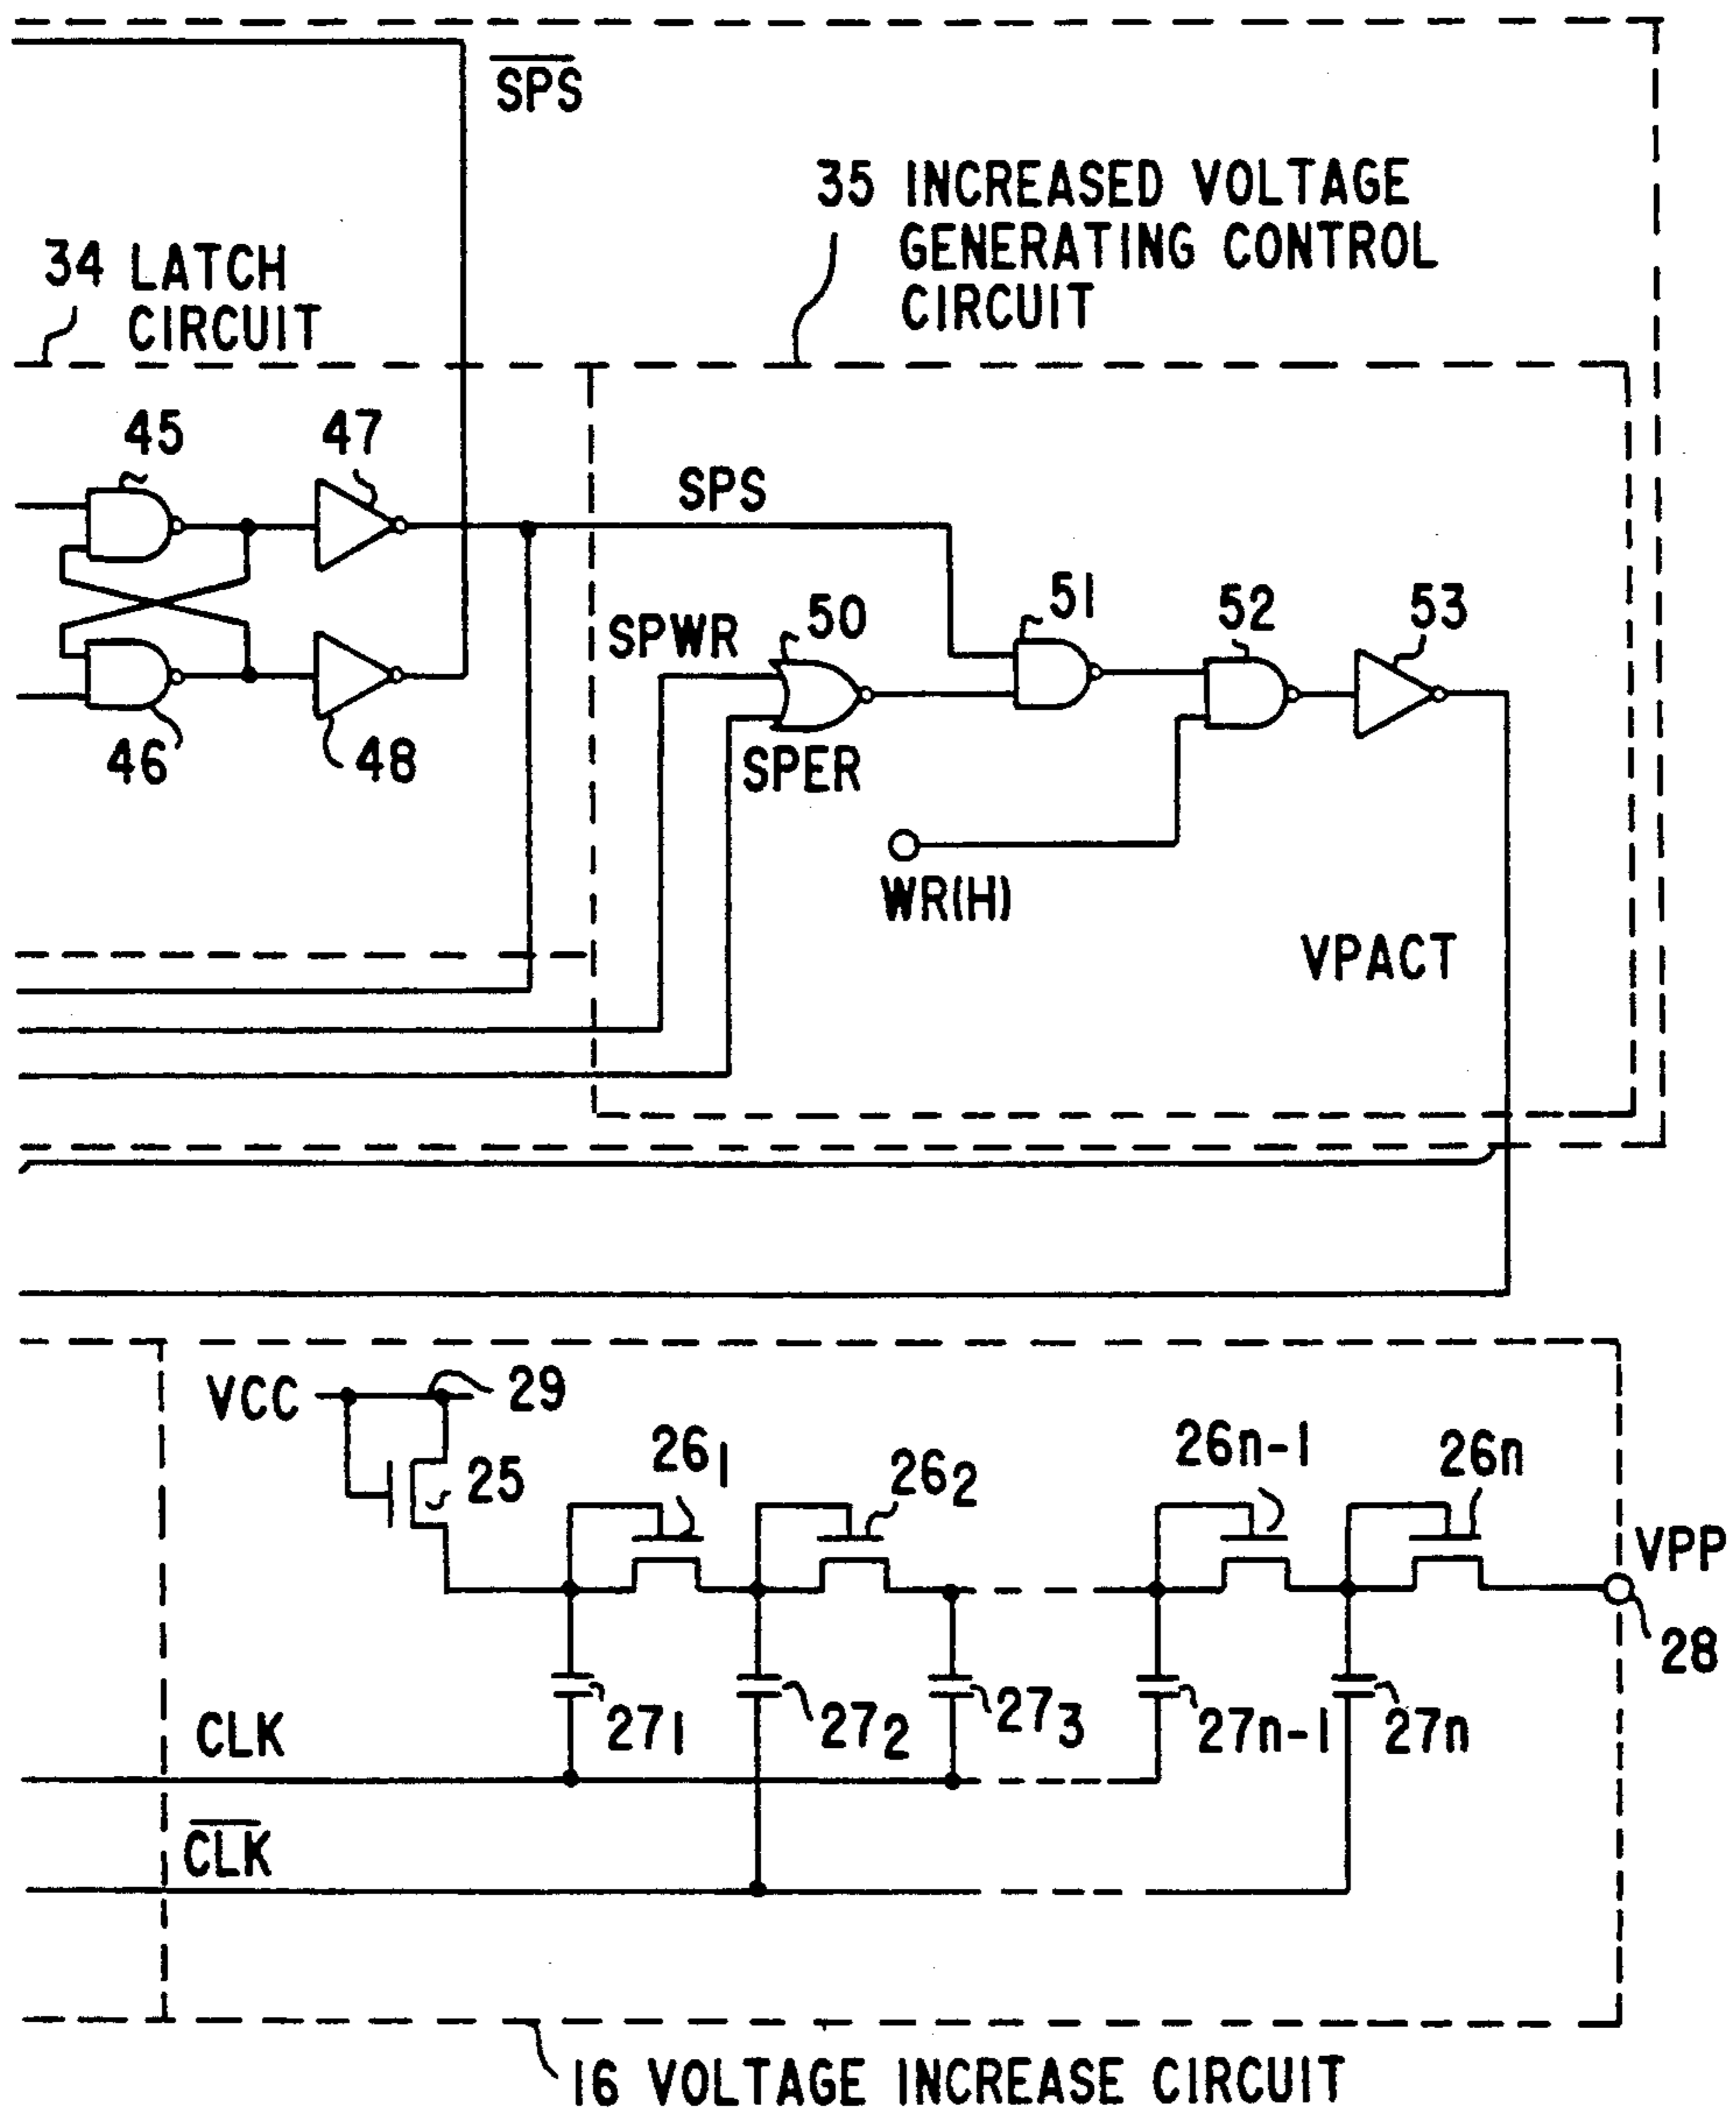 S̅P̅S̅
35 INCREASED VOLTAGE
GENERATING CONTROL
CIRCUIT
34 LATCH
CIRCUIT
45
47
SPS
SPWR
50
51
52
53
46
48
SPER
WR(H)
VPACT
VCC
29
25
26₁
26₂
26n-1
26n
VPP
28
27₁
27₂
27₃
27n-1
27n
CLK
C̅L̅K̅
16 VOLTAGE INCREASE CIRCUIT